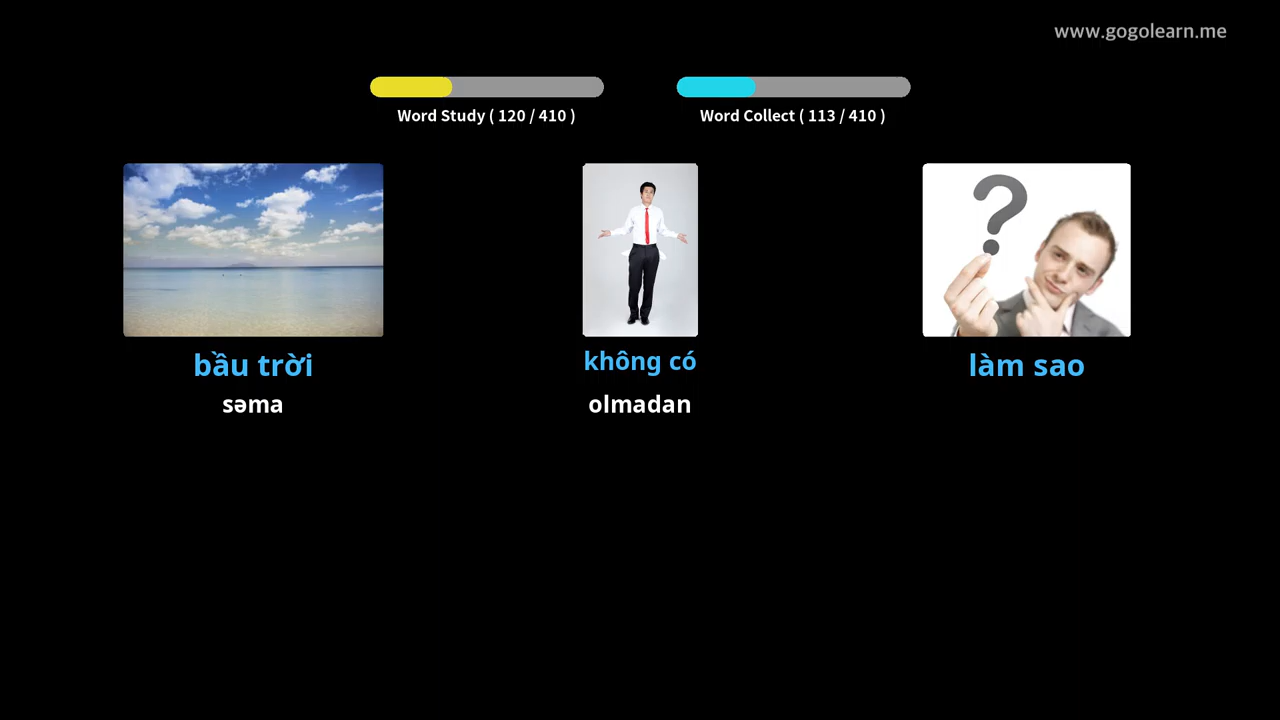 www.gogolearn.me
Word Study ( 120 / 410 )
Word Collect ( 113 / 410 )
bầu trời
səma
không có
olmadan
làm sao